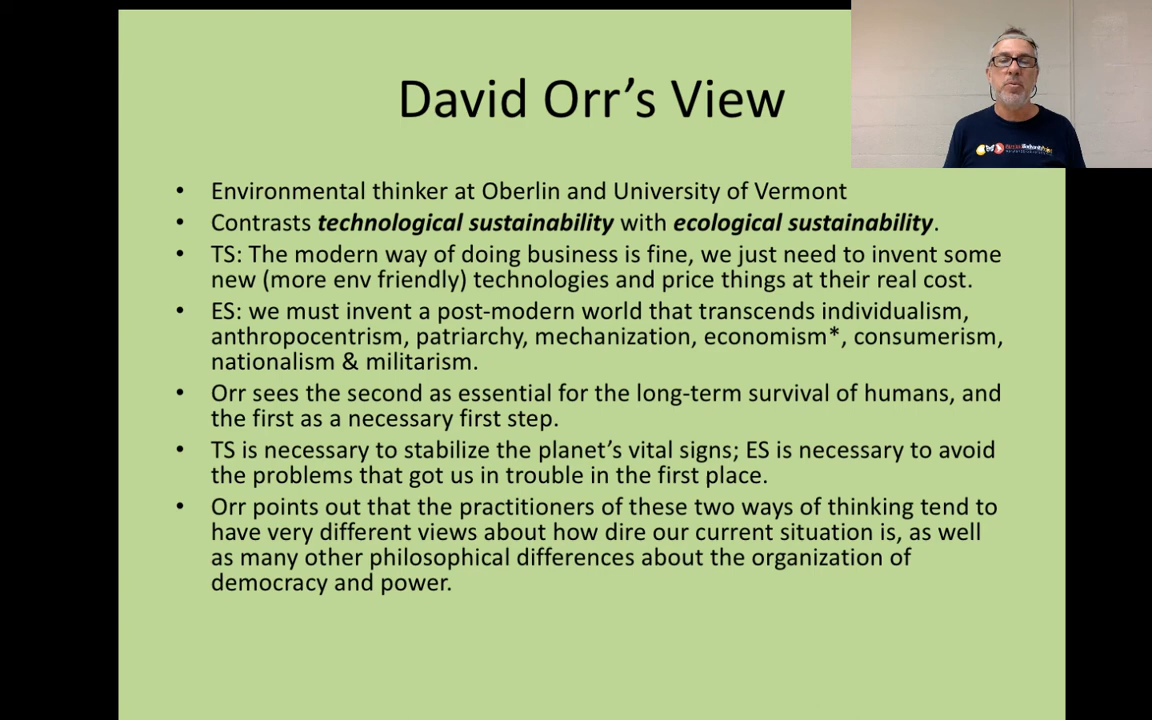 David Orr’s View
• Environmental thinker at Oberlin and University of Vermont
• Contrasts technological sustainability with ecological sustainability.
• TS: The modern way of doing business is fine, we just need to invent some
new (more env friendly) technologies and price things at their real cost.
• ES: we must invent a post-modern world that transcends individualism,
anthropocentrism, patriarchy, mechanization, economism*, consumerism,
nationalism & militarism.
• Orr sees the second as essential for the long-term survival of humans, and
the first as a necessary first step.
• TS is necessary to stabilize the planet’s vital signs; ES is necessary to avoid
the problems that got us in trouble in the first place.
• Orr points out that the practitioners of these two ways of thinking tend to
have very different views about how dire our current situation is, as well
as many other philosophical differences about the organization of
democracy and power.